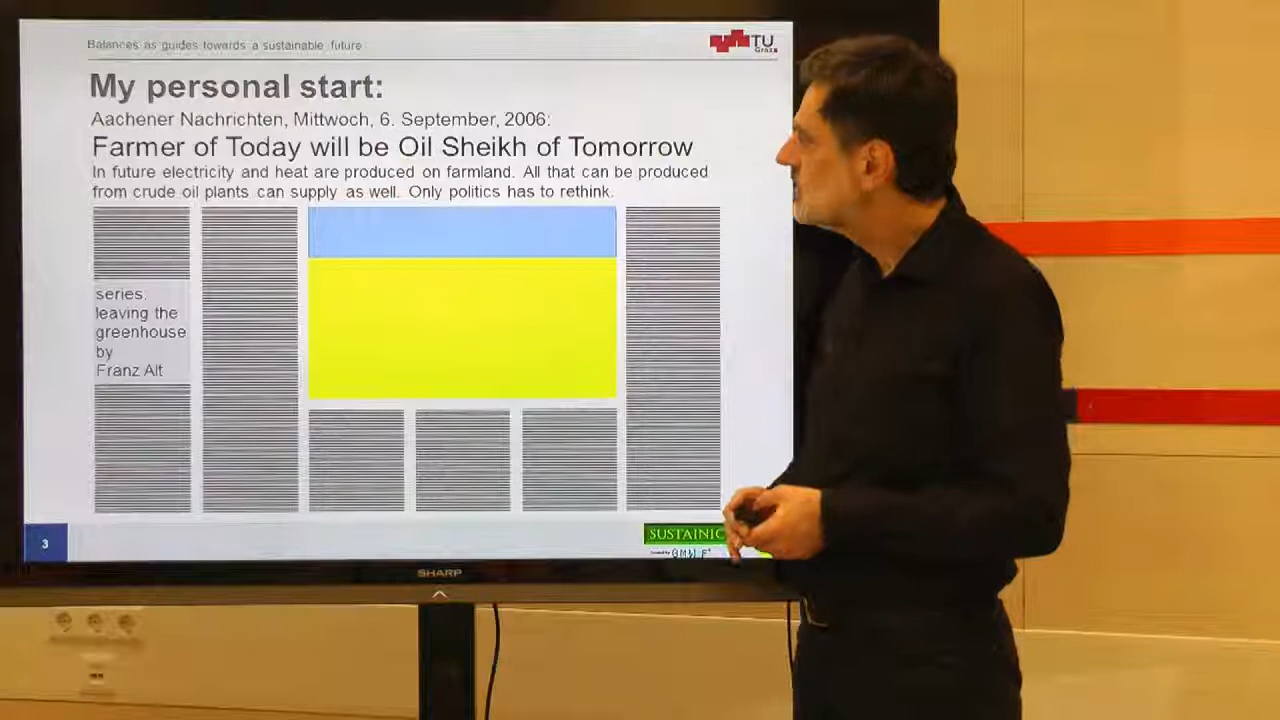 Balances as guides towards a sustainable future
TU
Graz
My personal start:
Aachener Nachrichten, Mittwoch, 6. September, 2006:
Farmer of Today will be Oil Sheikh of Tomorrow
In future electricity and heat are produced on farmland. All that can be produced
from crude oil plants can supply as well. Only politics has to rethink.
series:
leaving the
greenhouse
by
Franz Alt
3
SUSTAINIC
SHARP